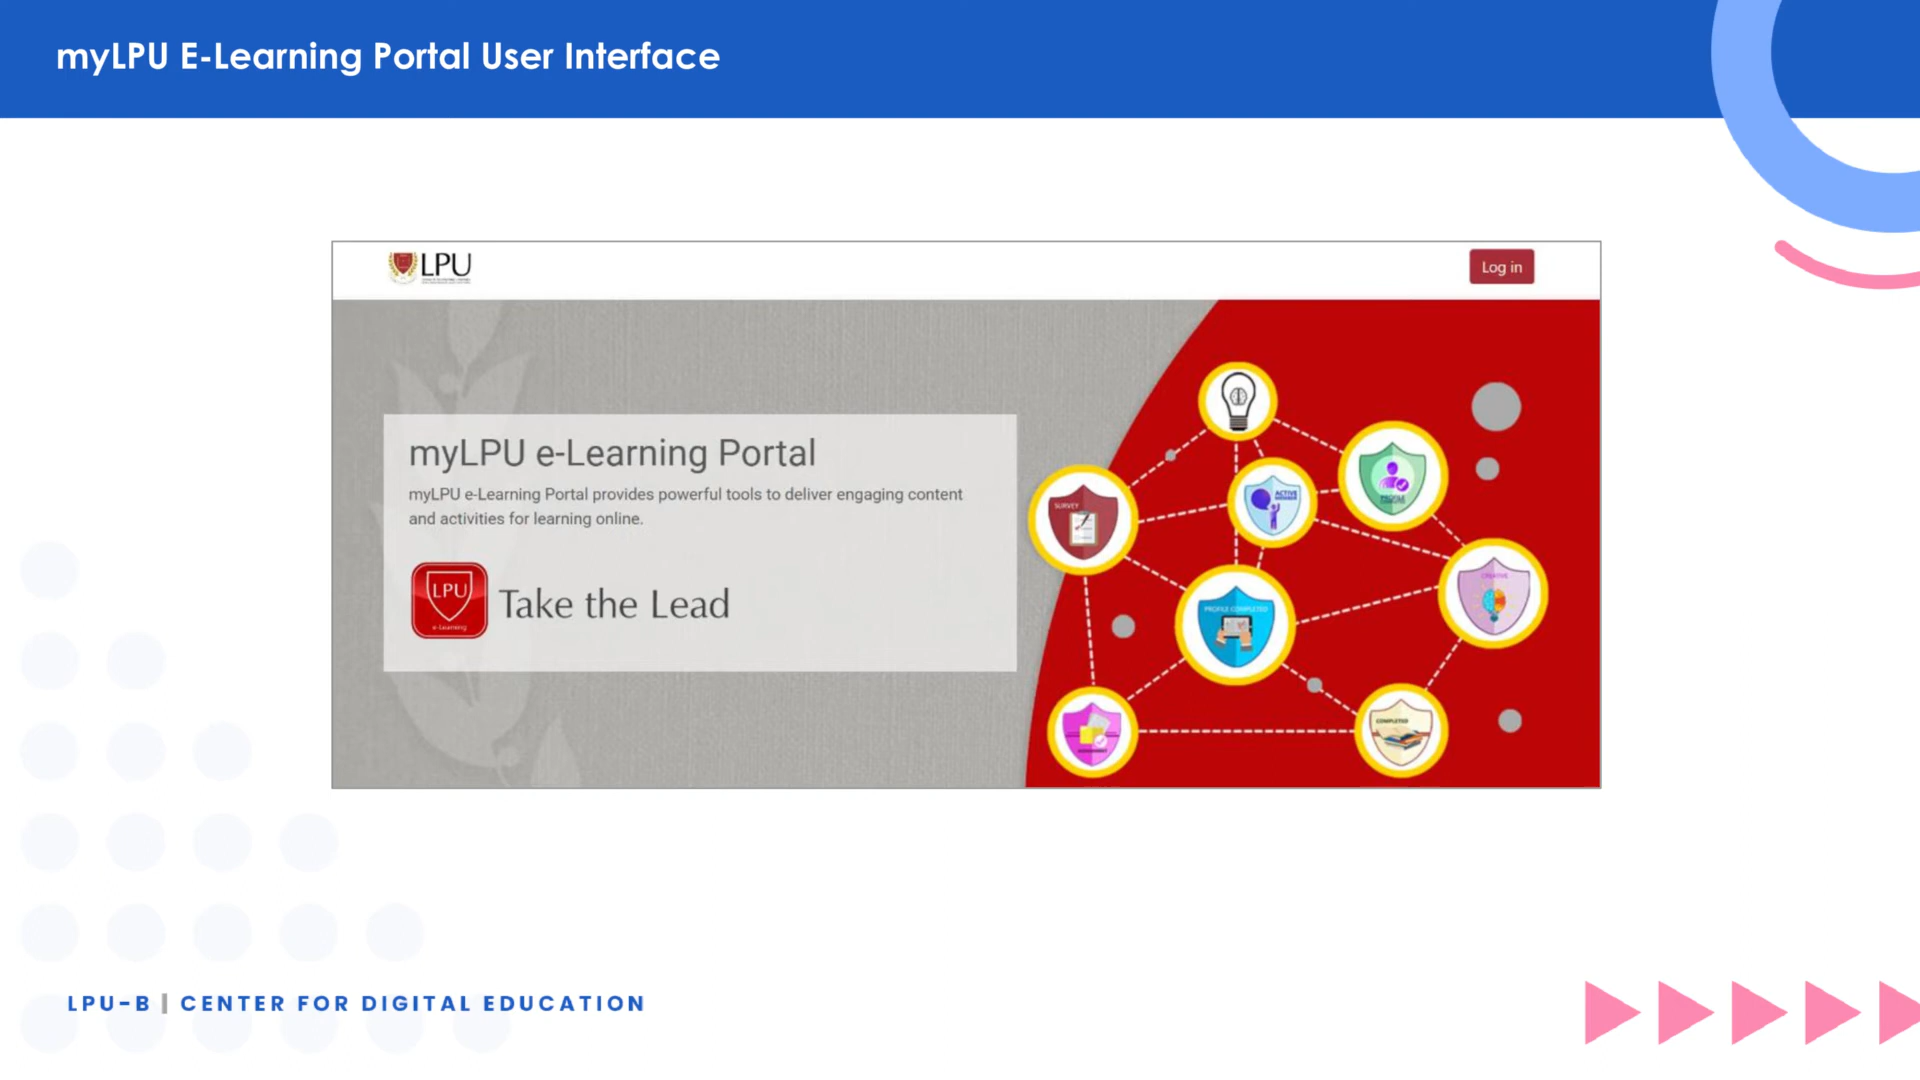 myLPU E-Learning Portal User Interface
LPU
Log in
myLPU e-Learning Portal
myLPU e-Learning Portal provides powerful tools to deliver engaging content
and activities for learning online.
LPU
e-Learning
Take the Lead
SURVEY
ACTIVE
PROFILE
CREATIVE
PROFILE COMPLETED
COMPLETED
LPU-B | CENTER FOR DIGITAL EDUCATION